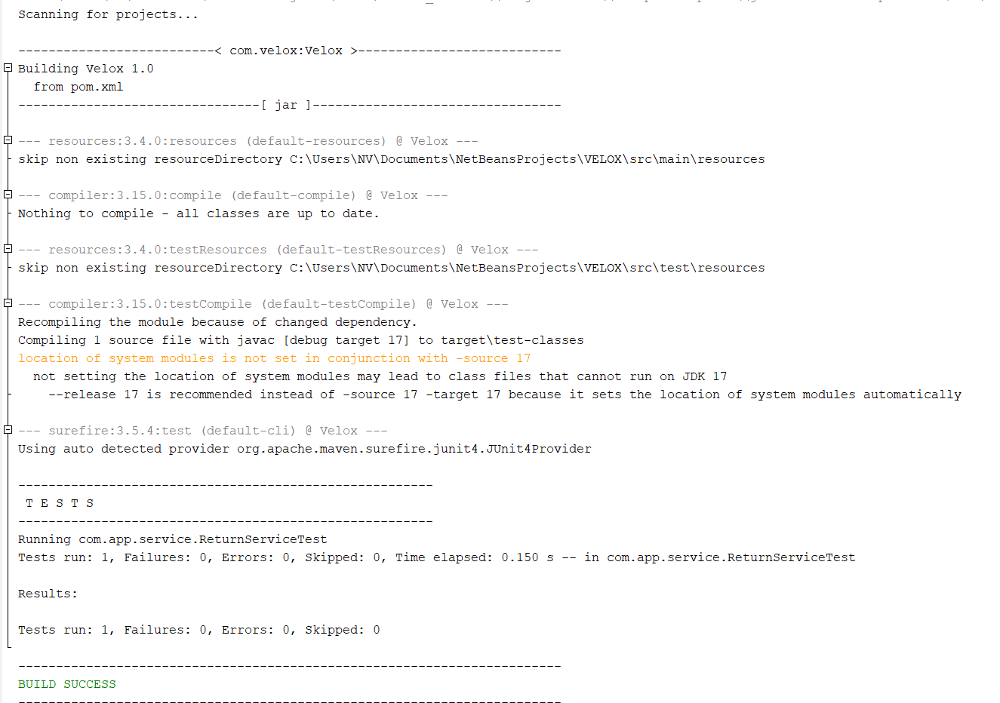 Scanning for projects...
--------------------------< com.velox:Velox >---------------------------
Building Velox 1.0
  from pom.xml
--------------------------------[ jar ]---------------------------------
--- resources:3.4.0:resources (default-resources) @ Velox ---
skip non existing resourceDirectory C:\Users\NV\Documents\NetBeansProjects\VELOX\src\main\resources
--- compiler:3.15.0:compile (default-compile) @ Velox ---
Nothing to compile - all classes are up to date.
--- resources:3.4.0:testResources (default-testResources) @ Velox ---
skip non existing resourceDirectory C:\Users\NV\Documents\NetBeansProjects\VELOX\src\test\resources
--- compiler:3.15.0:testCompile (default-testCompile) @ Velox ---
Recompiling the module because of changed dependency.
Compiling 1 source file with javac [debug target 17] to target\test-classes
location of system modules is not set in conjunction with -source 17
  not setting the location of system modules may lead to class files that cannot run on JDK 17
    --release 17 is recommended instead of -source 17 -target 17 because it sets the location of system modules automatically
--- surefire:3.5.4:test (default-cli) @ Velox ---
Using auto detected provider org.apache.maven.surefire.junit4.JUnit4Provider
-------------------------------------------------------
 T E S T S
-------------------------------------------------------
Running com.app.service.ReturnServiceTest
Tests run: 1, Failures: 0, Errors: 0, Skipped: 0, Time elapsed: 0.150 s -- in com.app.service.ReturnServiceTest
Results:
Tests run: 1, Failures: 0, Errors: 0, Skipped: 0
------------------------------------------------------------------------
BUILD SUCCESS
------------------------------------------------------------------------